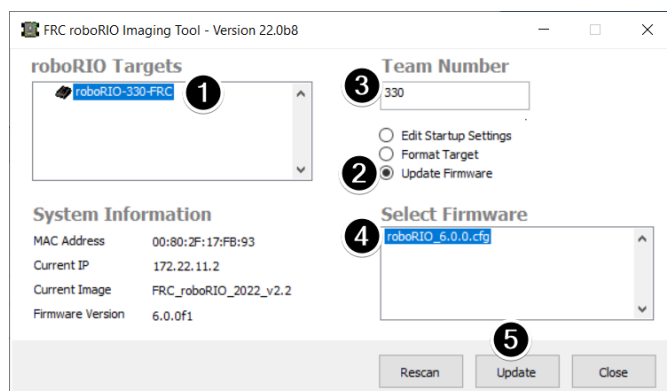 FRC roboRIO Imaging Tool - Version 22.0b8
roboRIO Targets
roboRIO-330-FRC
1
Team Number
3
330
Edit Startup Settings
Format Target
2
Update Firmware
System Information
MAC Address 00:80:2F:17:FB:93
Current IP 172.22.11.2
Current Image FRC_roboRIO_2022_v2.2
Firmware Version 6.0.0f1
Select Firmware
4
roboRIO_6.0.0.cfg
5
Rescan Update Close